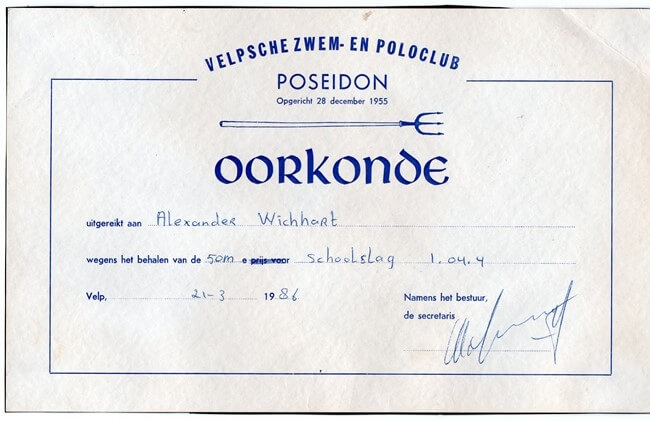 VELPSCHE ZWEM- EN POLOCLUB
POSEIDON
Opgericht 28 december 1955
OORKONDE
uitgereikt aan Alexander Wichhart
wegens het behalen van de 50m e prijs voor Schoolslag 1.04.4
Velp, 21-3 1986
Namens het bestuur,
de secretaris